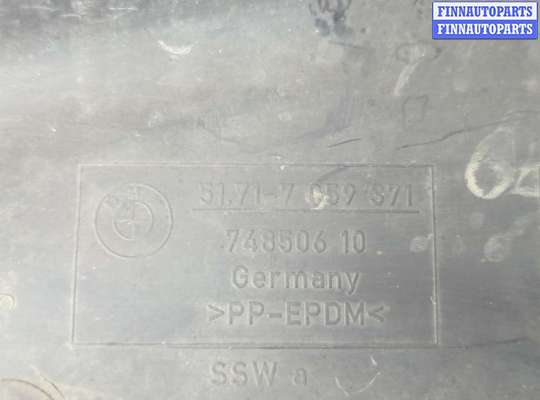 FINNAUTOPARTS
FINNAUTOPARTS
51.71-7 059 371
748506 10
Germany
>PP-EPDM<
SSW a